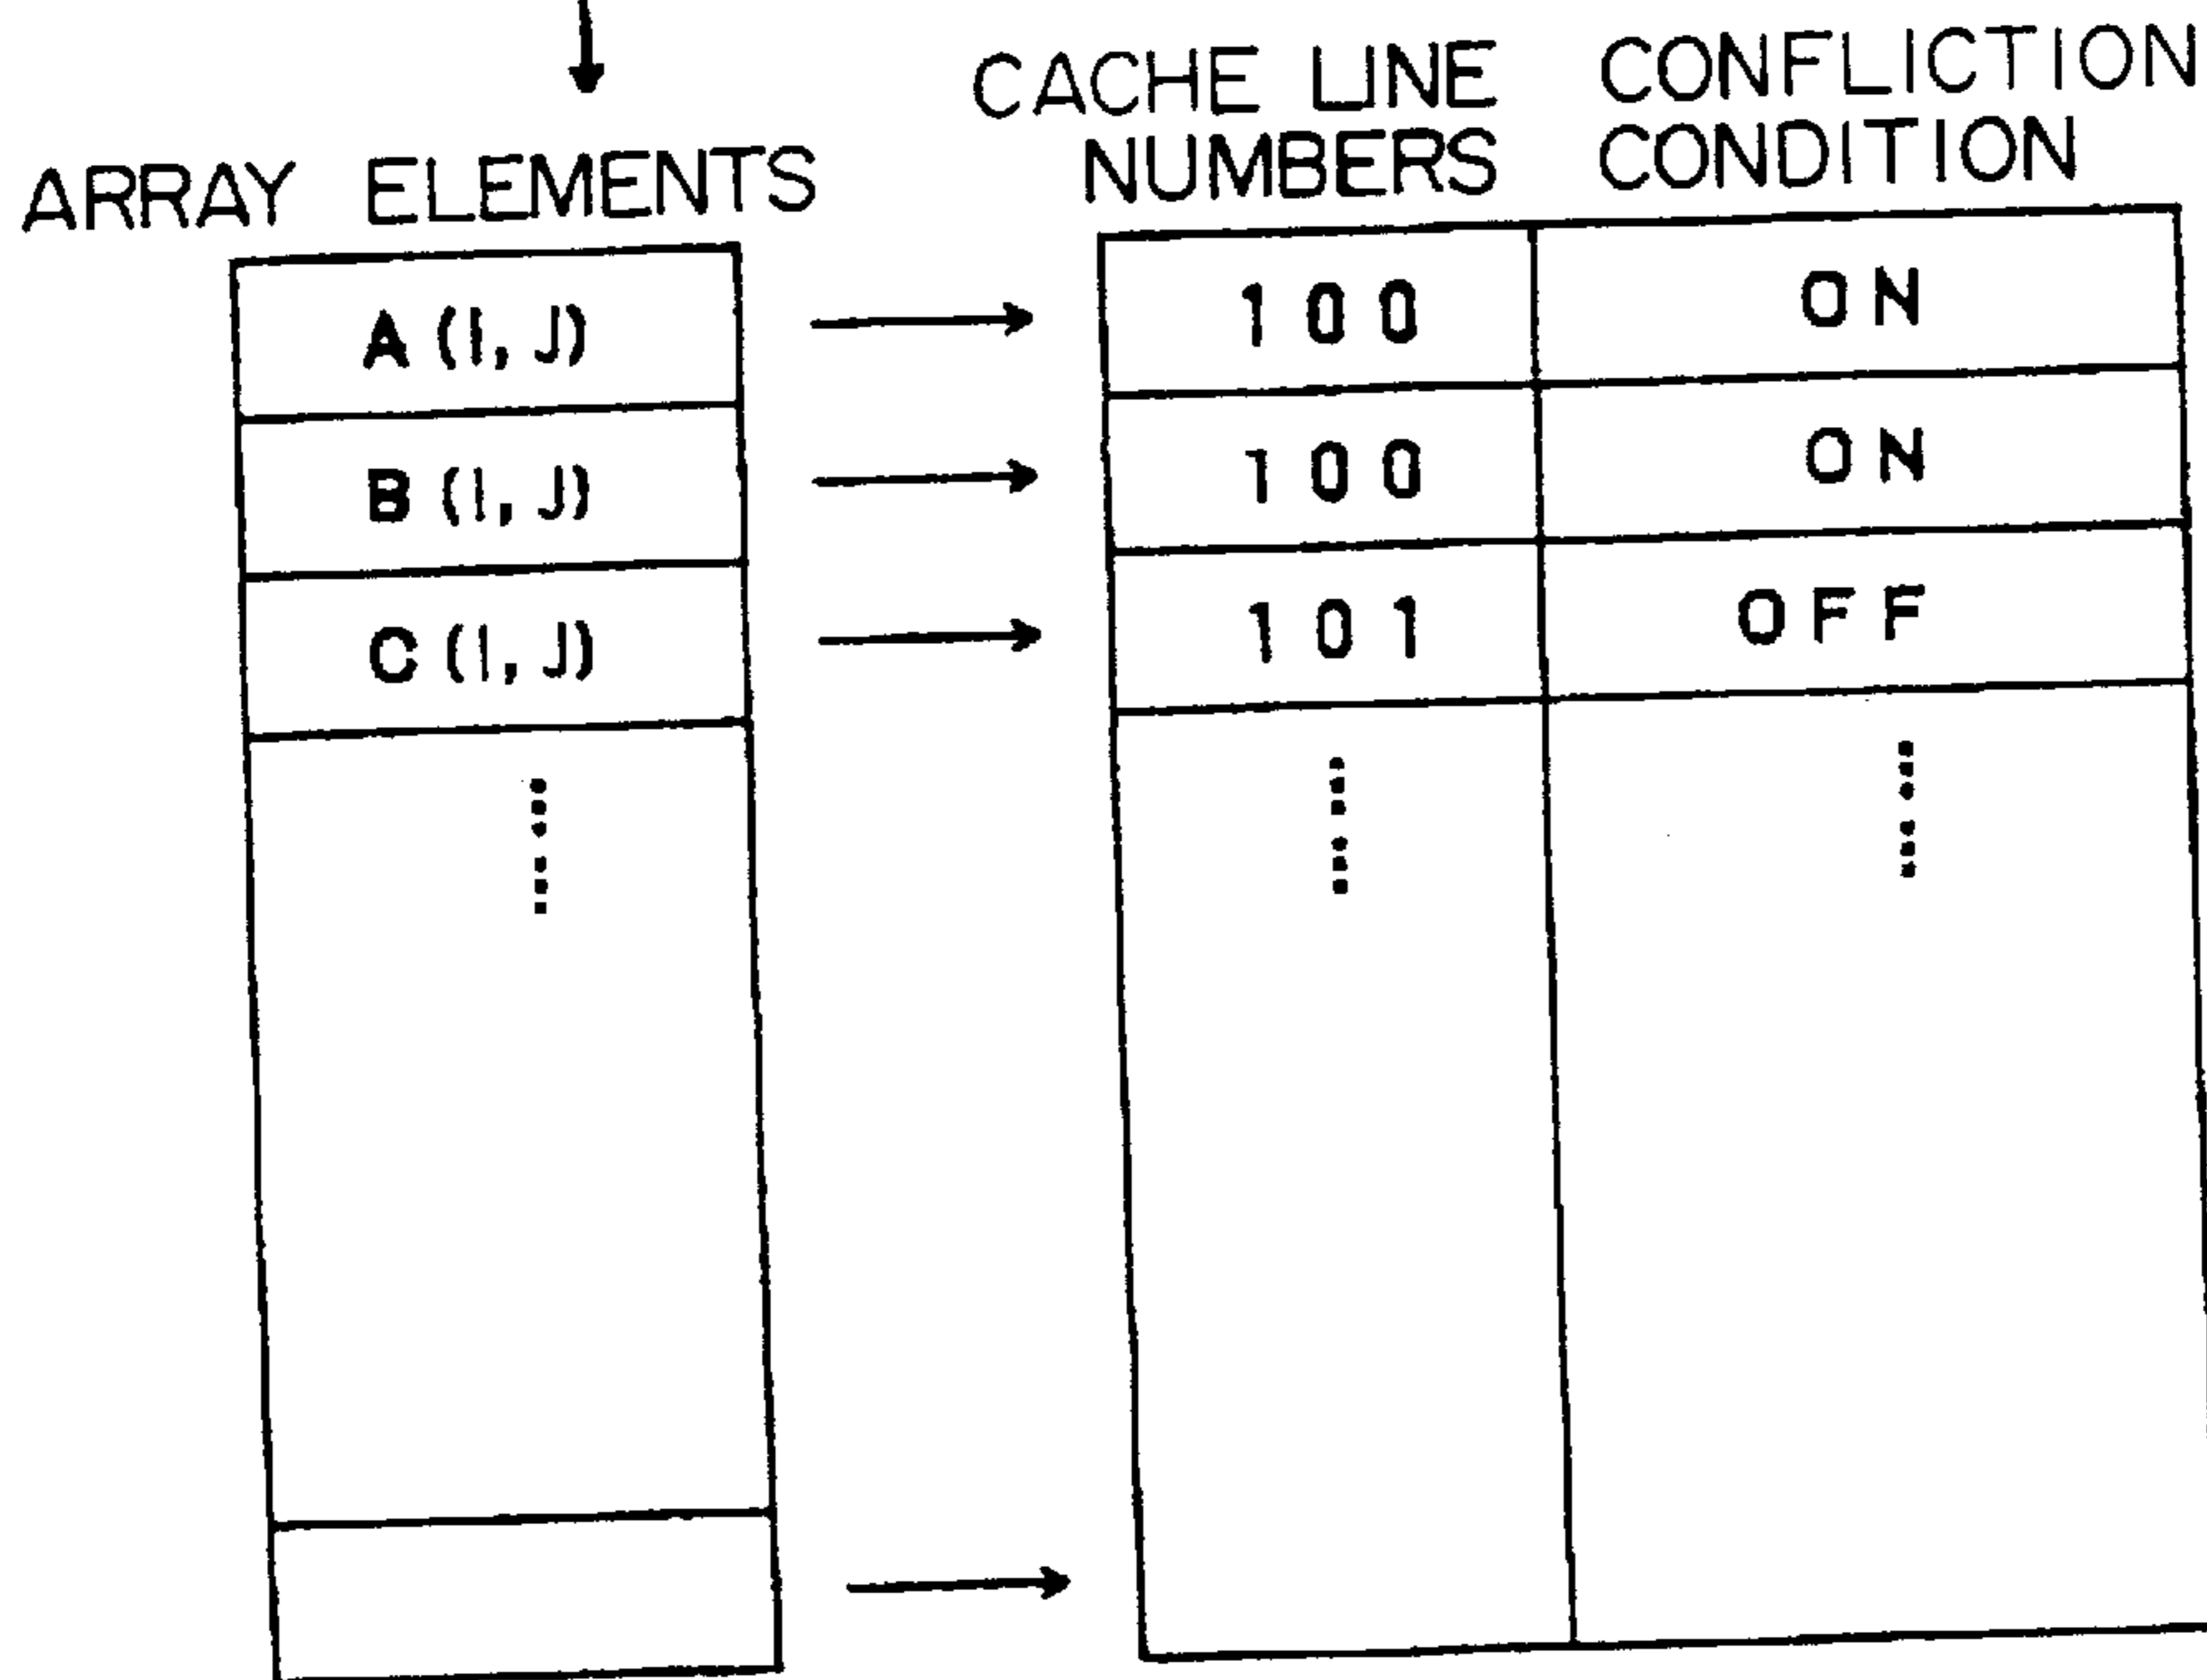 ARRAY ELEMENTS
CACHE LINE NUMBERS
CONFLICTION CONDITION
A (I, J)
100
ON
B (I, J)
100
ON
C (I, J)
101
OFF